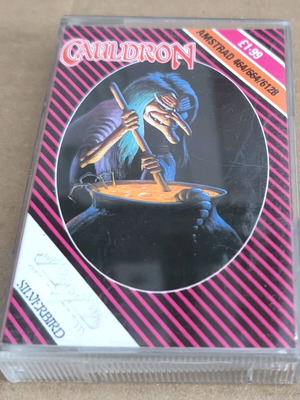 CAULDRON
£1.99
AMSTRAD 464/664/6128
SILVERBIRD